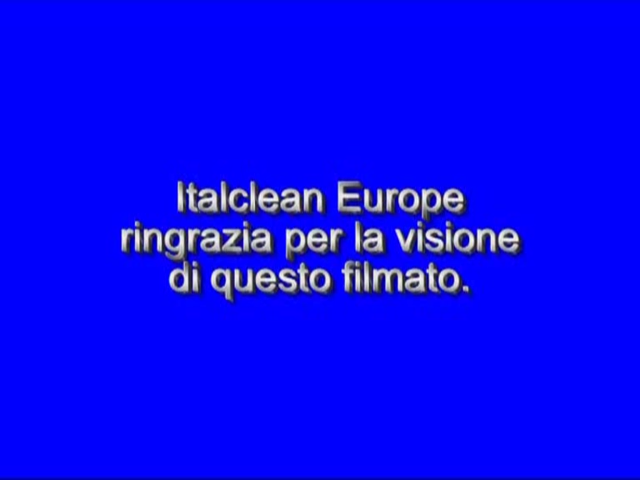 Italclean Europe
ringrazia per la visione
di questo filmato.